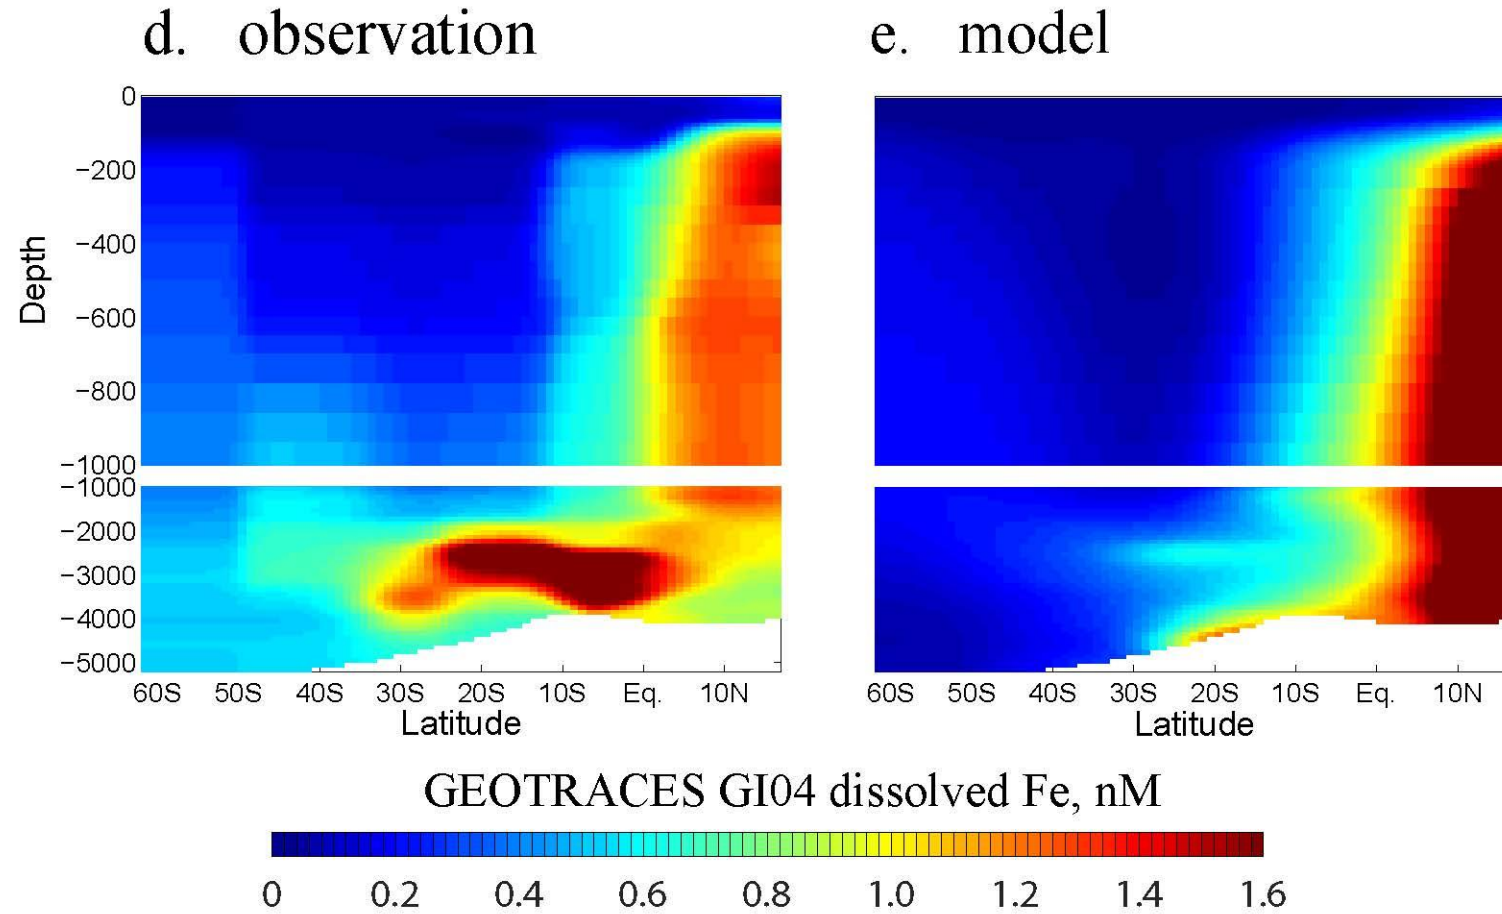 d. observation
e. model
0
−200
−400
−600
−800
−1000
−1000
−2000
−3000
−4000
−5000
Depth
60S 50S 40S 30S 20S 10S Eq. 10N
Latitude
60S 50S 40S 30S 20S 10S Eq. 10N
Latitude
GEOTRACES GI04 dissolved Fe, nM
0 0.2 0.4 0.6 0.8 1.0 1.2 1.4 1.6